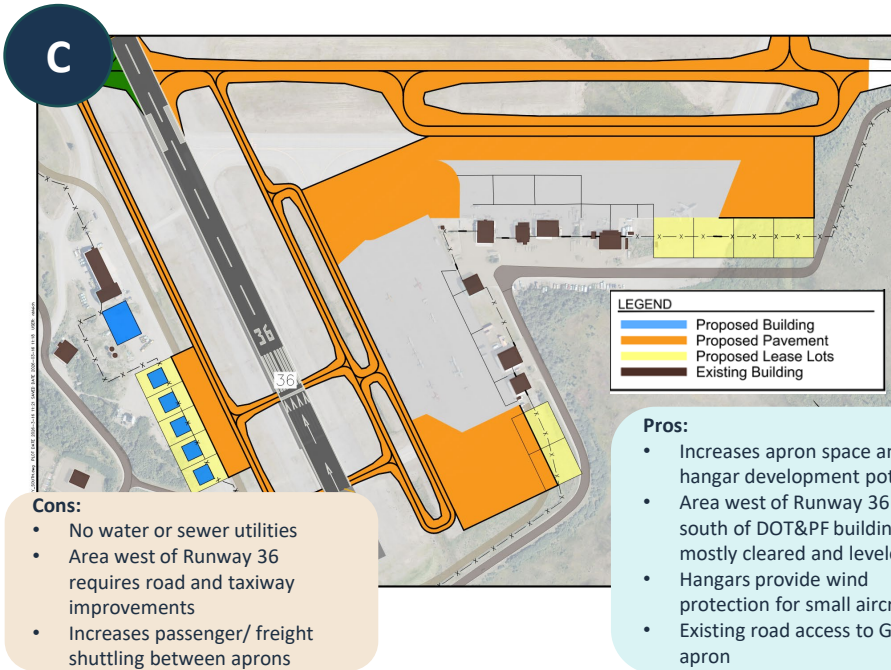 C
36
36
LEGEND
Proposed Building
Proposed Pavement
Proposed Lease Lots
Existing Building
Cons:
• No water or sewer utilities
• Area west of Runway 36
requires road and taxiway
improvements
• Increases passenger/ freight
shuttling between aprons
Pros:
• Increases apron space an
hangar development pot
• Area west of Runway 36
south of DOT&PF buildin
mostly cleared and levele
• Hangars provide wind
protection for small aircr
• Existing road access to G
apron